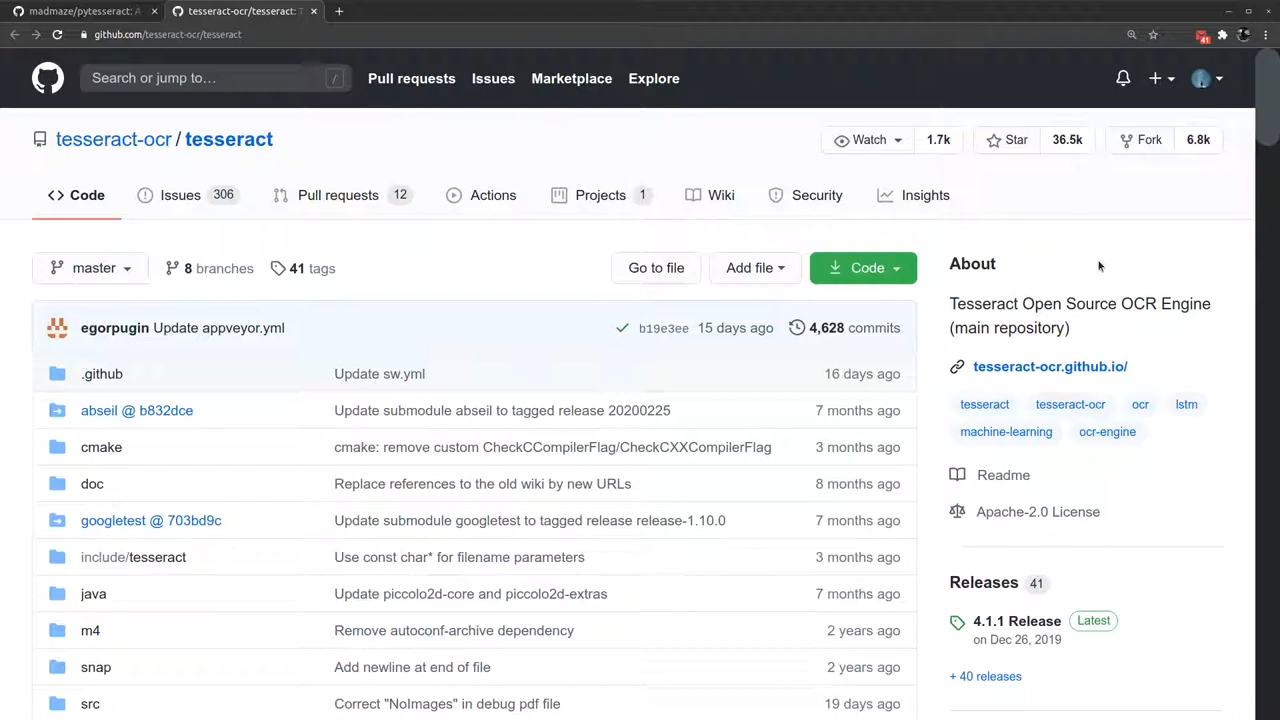 madmaze/pytesseract: A
tesseract-ocr/tesseract: T
github.com/tesseract-ocr/tesseract
41
Search or jump to…
/
Pull requests
Issues
Marketplace
Explore
tesseract-ocr / tesseract
Watch 1.7k
Star 36.5k
Fork 6.8k
Code
Issues 306
Pull requests 12
Actions
Projects 1
Wiki
Security
Insights
master
8 branches
41 tags
Go to file
Add file
Code
egorpugin Update appveyor.yml b19e3ee 15 days ago 4,628 commits
.github Update sw.yml 16 days ago
abseil @ b832dce Update submodule abseil to tagged release 20200225 7 months ago
cmake cmake: remove custom CheckCCompilerFlag/CheckCXXCompilerFlag 3 months ago
doc Replace references to the old wiki by new URLs 8 months ago
googletest @ 703bd9c Update submodule googletest to tagged release release-1.10.0 7 months ago
include/tesseract Use const char* for filename parameters 3 months ago
java Update piccolo2d-core and piccolo2d-extras 7 months ago
m4 Remove autoconf-archive dependency 2 years ago
snap Add newline at end of file 2 years ago
src Correct "NoImages" in debug pdf file 19 days ago
About
Tesseract Open Source OCR Engine
(main repository)
tesseract-ocr.github.io/
tesseract tesseract-ocr ocr lstm
machine-learning ocr-engine
Readme
Apache-2.0 License
Releases 41
4.1.1 Release Latest
on Dec 26, 2019
+ 40 releases